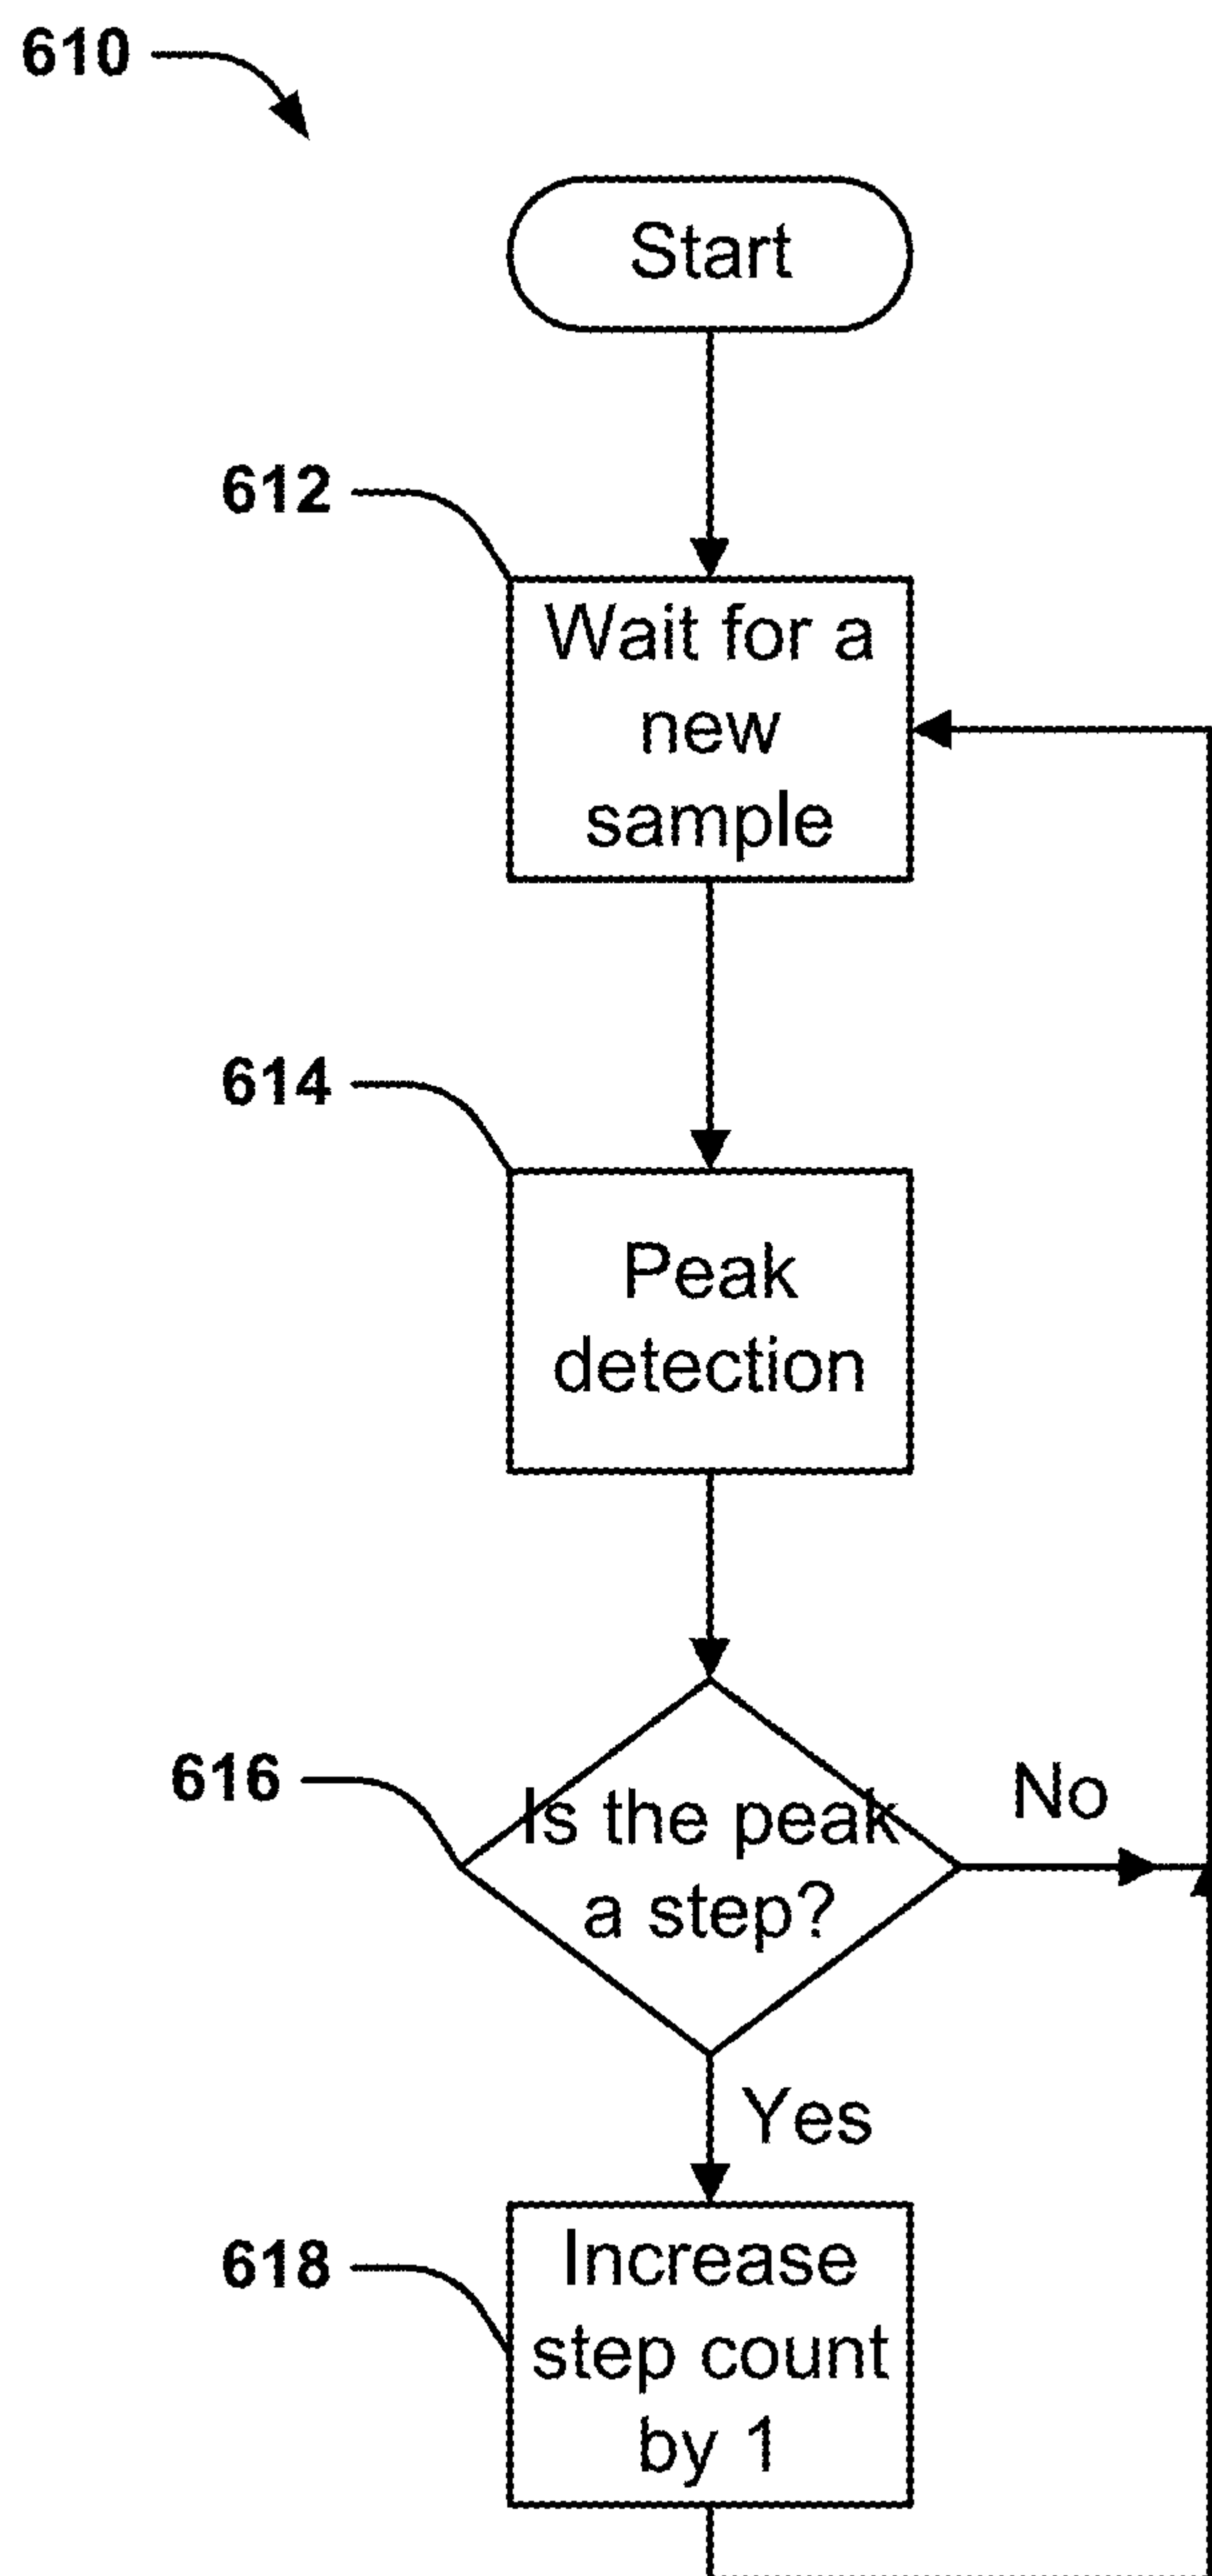 610
Start
612
Wait for a
new
sample
614
Peak
detection
616
Is the peak
a step?
No
Yes
618
Increase
step count
by 1